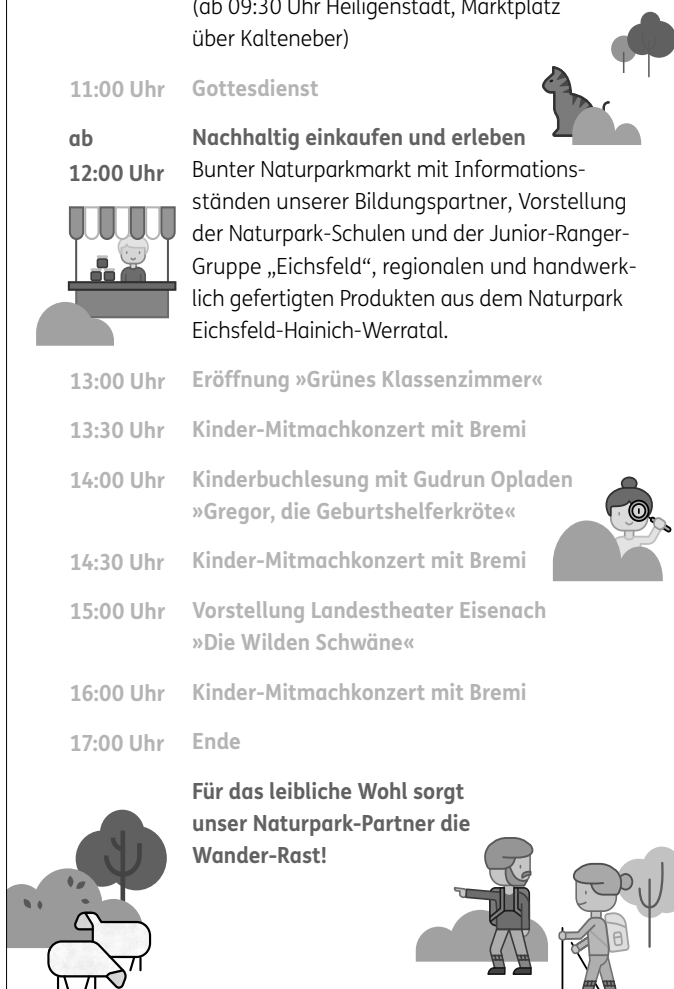 (ab 09:30 Uhr Heiligenstadt, Marktplatz
über Kalteneber)
11:00 Uhr Gottesdienst
ab Nachhaltig einkaufen und erleben
12:00 Uhr Bunter Naturparkmarkt mit Informations-
ständen unserer Bildungspartner, Vorstellung
der Naturpark-Schulen und der Junior-Ranger-
Gruppe „Eichsfeld“, regionalen und handwerk-
lich gefertigten Produkten aus dem Naturpark
Eichsfeld-Hainich-Werratal.
13:00 Uhr Eröffnung »Grünes Klassenzimmer«
13:30 Uhr Kinder-Mitmachkonzert mit Bremi
14:00 Uhr Kinderbuchlesung mit Gudrun Opladen
»Gregor, die Geburtshelferkröte«
14:30 Uhr Kinder-Mitmachkonzert mit Bremi
15:00 Uhr Vorstellung Landestheater Eisenach
»Die Wilden Schwäne«
16:00 Uhr Kinder-Mitmachkonzert mit Bremi
17:00 Uhr Ende
Für das leibliche Wohl sorgt
unser Naturpark-Partner die
Wander-Rast!